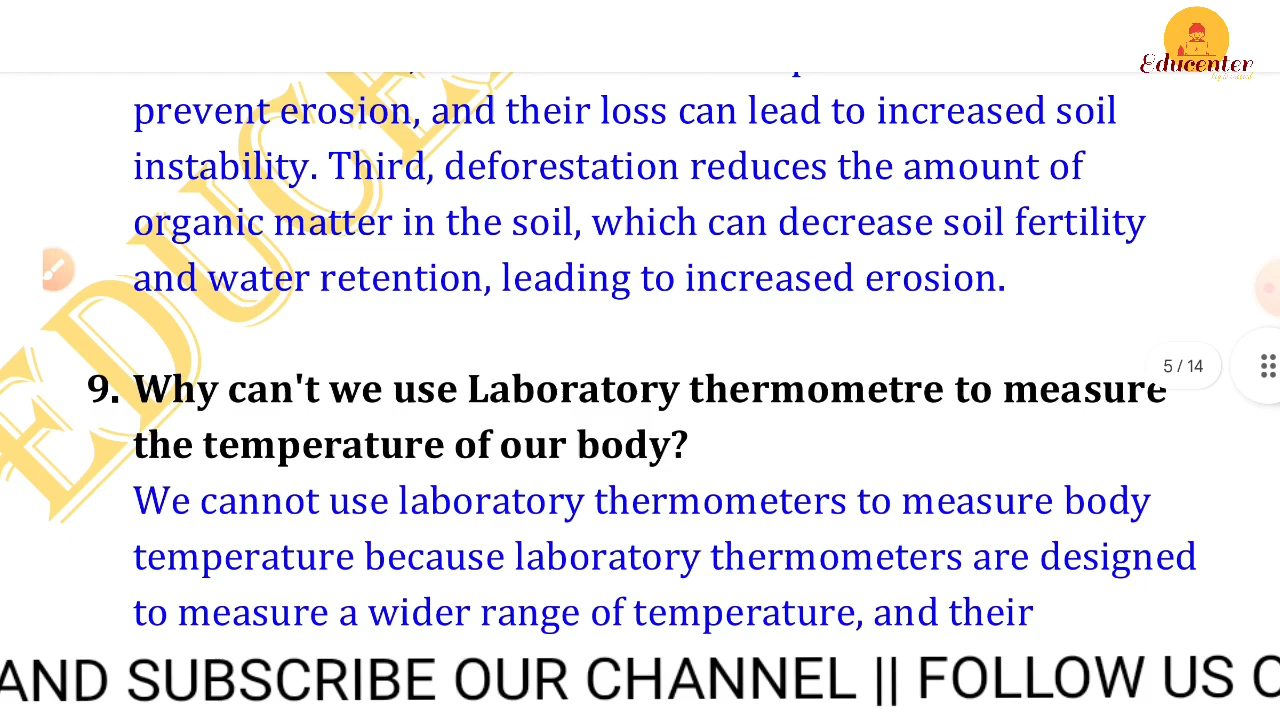 Educenter
prevent erosion, and their loss can lead to increased soil
instability. Third, deforestation reduces the amount of
organic matter in the soil, which can decrease soil fertility
and water retention, leading to increased erosion.
5 / 14
9. Why can't we use Laboratory thermometre to measure
the temperature of our body?
We cannot use laboratory thermometers to measure body
temperature because laboratory thermometers are designed
to measure a wider range of temperature, and their
AND SUBSCRIBE OUR CHANNEL || FOLLOW US